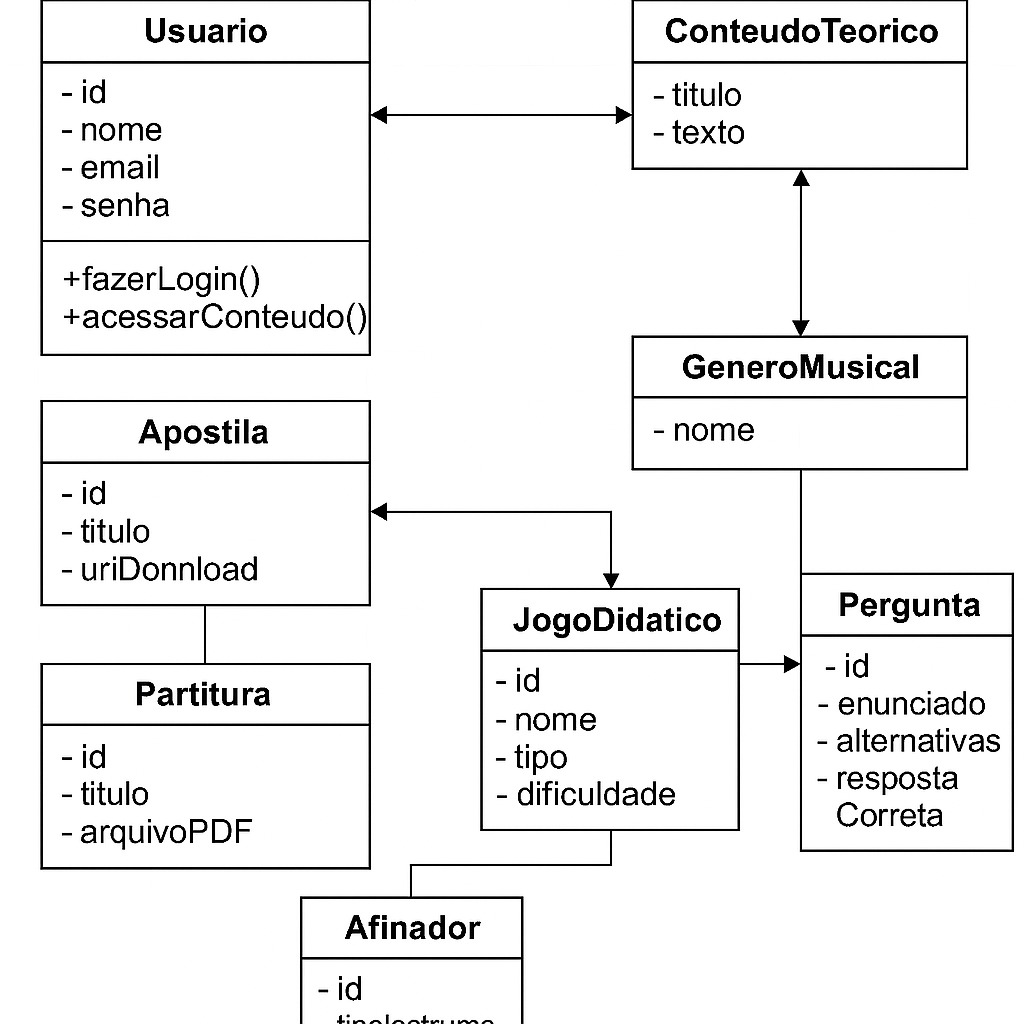 Usuario
- id
- nome
- email
- senha
+fazerLogin()
+acessarConteudo()
ConteudoTeorico
- titulo
- texto
GeneroMusical
- nome
Apostila
- id
- titulo
- uriDonnload
Partitura
- id
- titulo
- arquivoPDF
JogoDidatico
- id
- nome
- tipo
- dificuldade
Pergunta
- id
- enunciado
- alternativas
- resposta
Correta
Afinador
- id